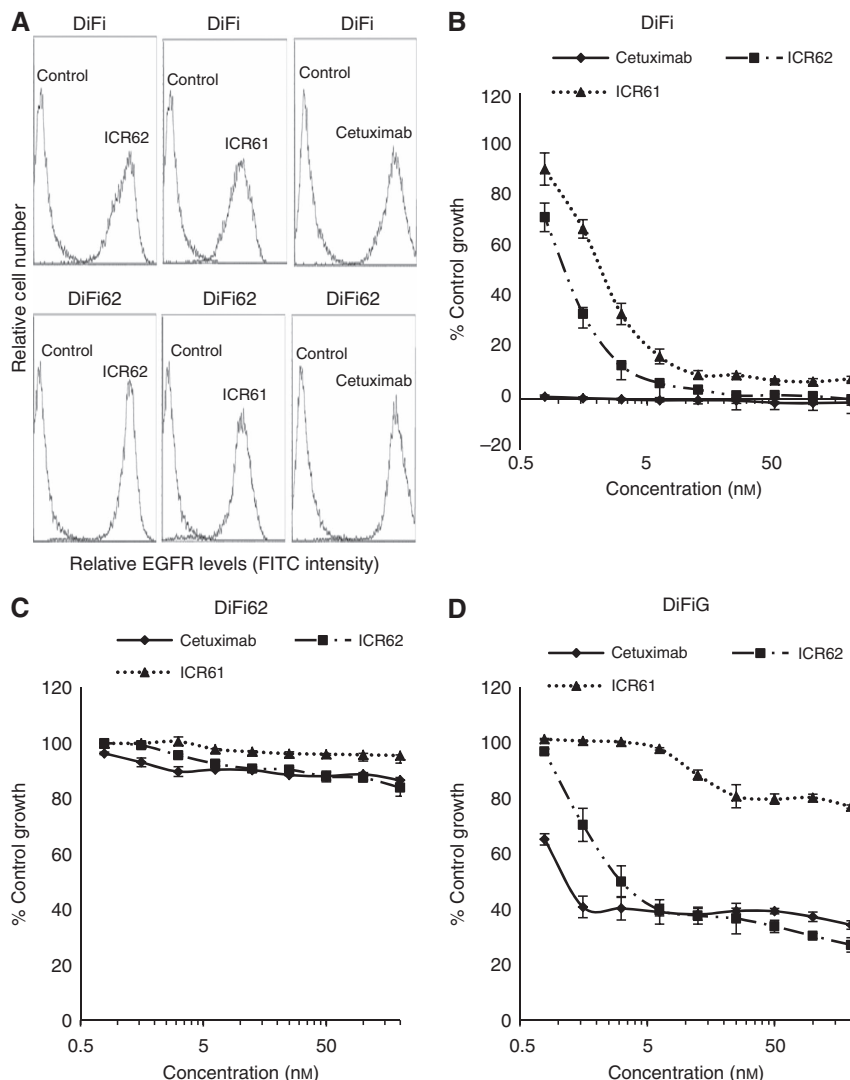 A
DiFi
DiFi
DiFi
Control
ICR62
Control
ICR61
Control
Cetuximab
DiFi62
DiFi62
DiFi62
Control
ICR62
Control
ICR61
Control
Cetuximab
Relative cell number
Relative EGFR levels (FITC intensity)
B
DiFi
Cetuximab
ICR62
ICR61
120
100
80
60
40
20
0
–20
0.5
5
50
% Control growth
Concentration (nM)
C
DiFi62
Cetuximab
ICR62
ICR61
120
100
80
60
40
20
0
0.5
5
50
% Control growth
Concentration (nM)
D
DiFiG
Cetuximab
ICR62
ICR61
120
100
80
60
40
20
0
0.5
5
50
% Control growth
Concentration (nM)